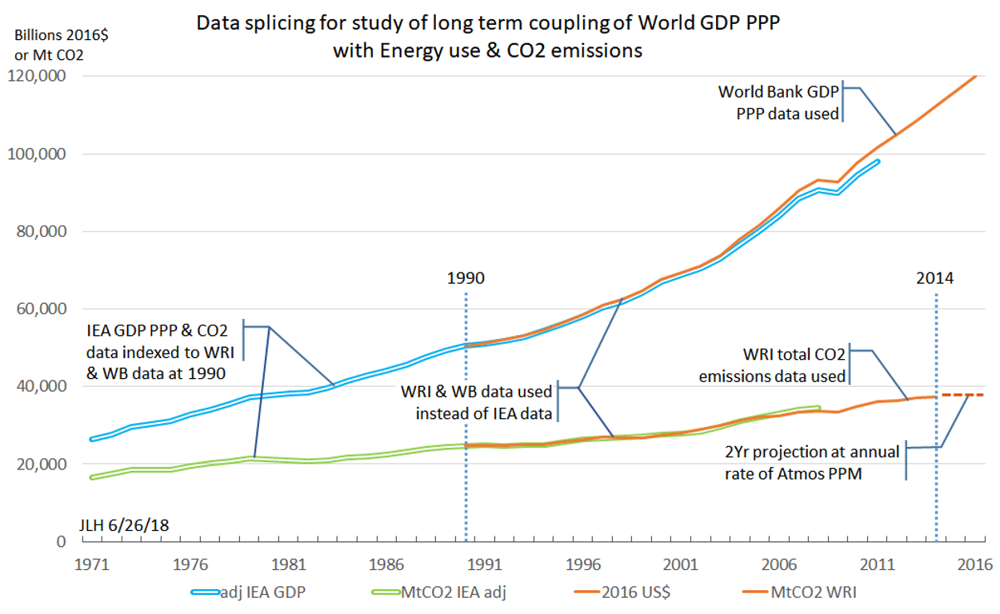 Data splicing for study of long term coupling of World GDP PPP
with Energy use & CO2 emissions
Billions 2016$
or Mt CO2
120,000
World Bank GDP
PPP data used
100,000
80,000
1990
2014
60,000
IEA GDP PPP & CO2
data indexed to WRI
& WB data at 1990
WRI total CO2
emissions data used
40,000
WRI & WB data used
instead of IEA data
2Yr projection at annual
rate of Atmos PPM
20,000
JLH 6/26/18
0
1971 1976 1981 1986 1991 1996 2001 2006 2011 2016
adj IEA GDP MtCO2 IEA adj 2016 US$ MtCO2 WRI